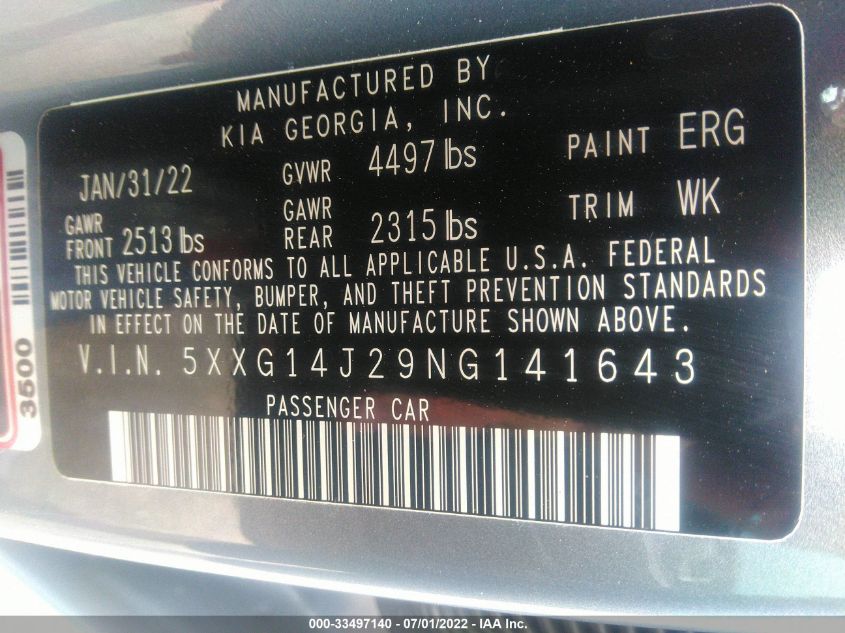 MANUFACTURED BY
KIA GEORGIA, INC.
JAN/31/22 GVWR 4497 lbs PAINT ERG
GAWR FRONT 2513 lbs GAWR REAR 2315 lbs TRIM WK
THIS VEHICLE CONFORMS TO ALL APPLICABLE U.S.A. FEDERAL
MOTOR VEHICLE SAFETY, BUMPER, AND THEFT PREVENTION STANDARDS
IN EFFECT ON THE DATE OF MANUFACTURE SHOWN ABOVE.
V.I.N. 5XXG14J29NG141643
PASSENGER CAR
3500
3500
000-33497140 - 07/01/2022 - IAA Inc.